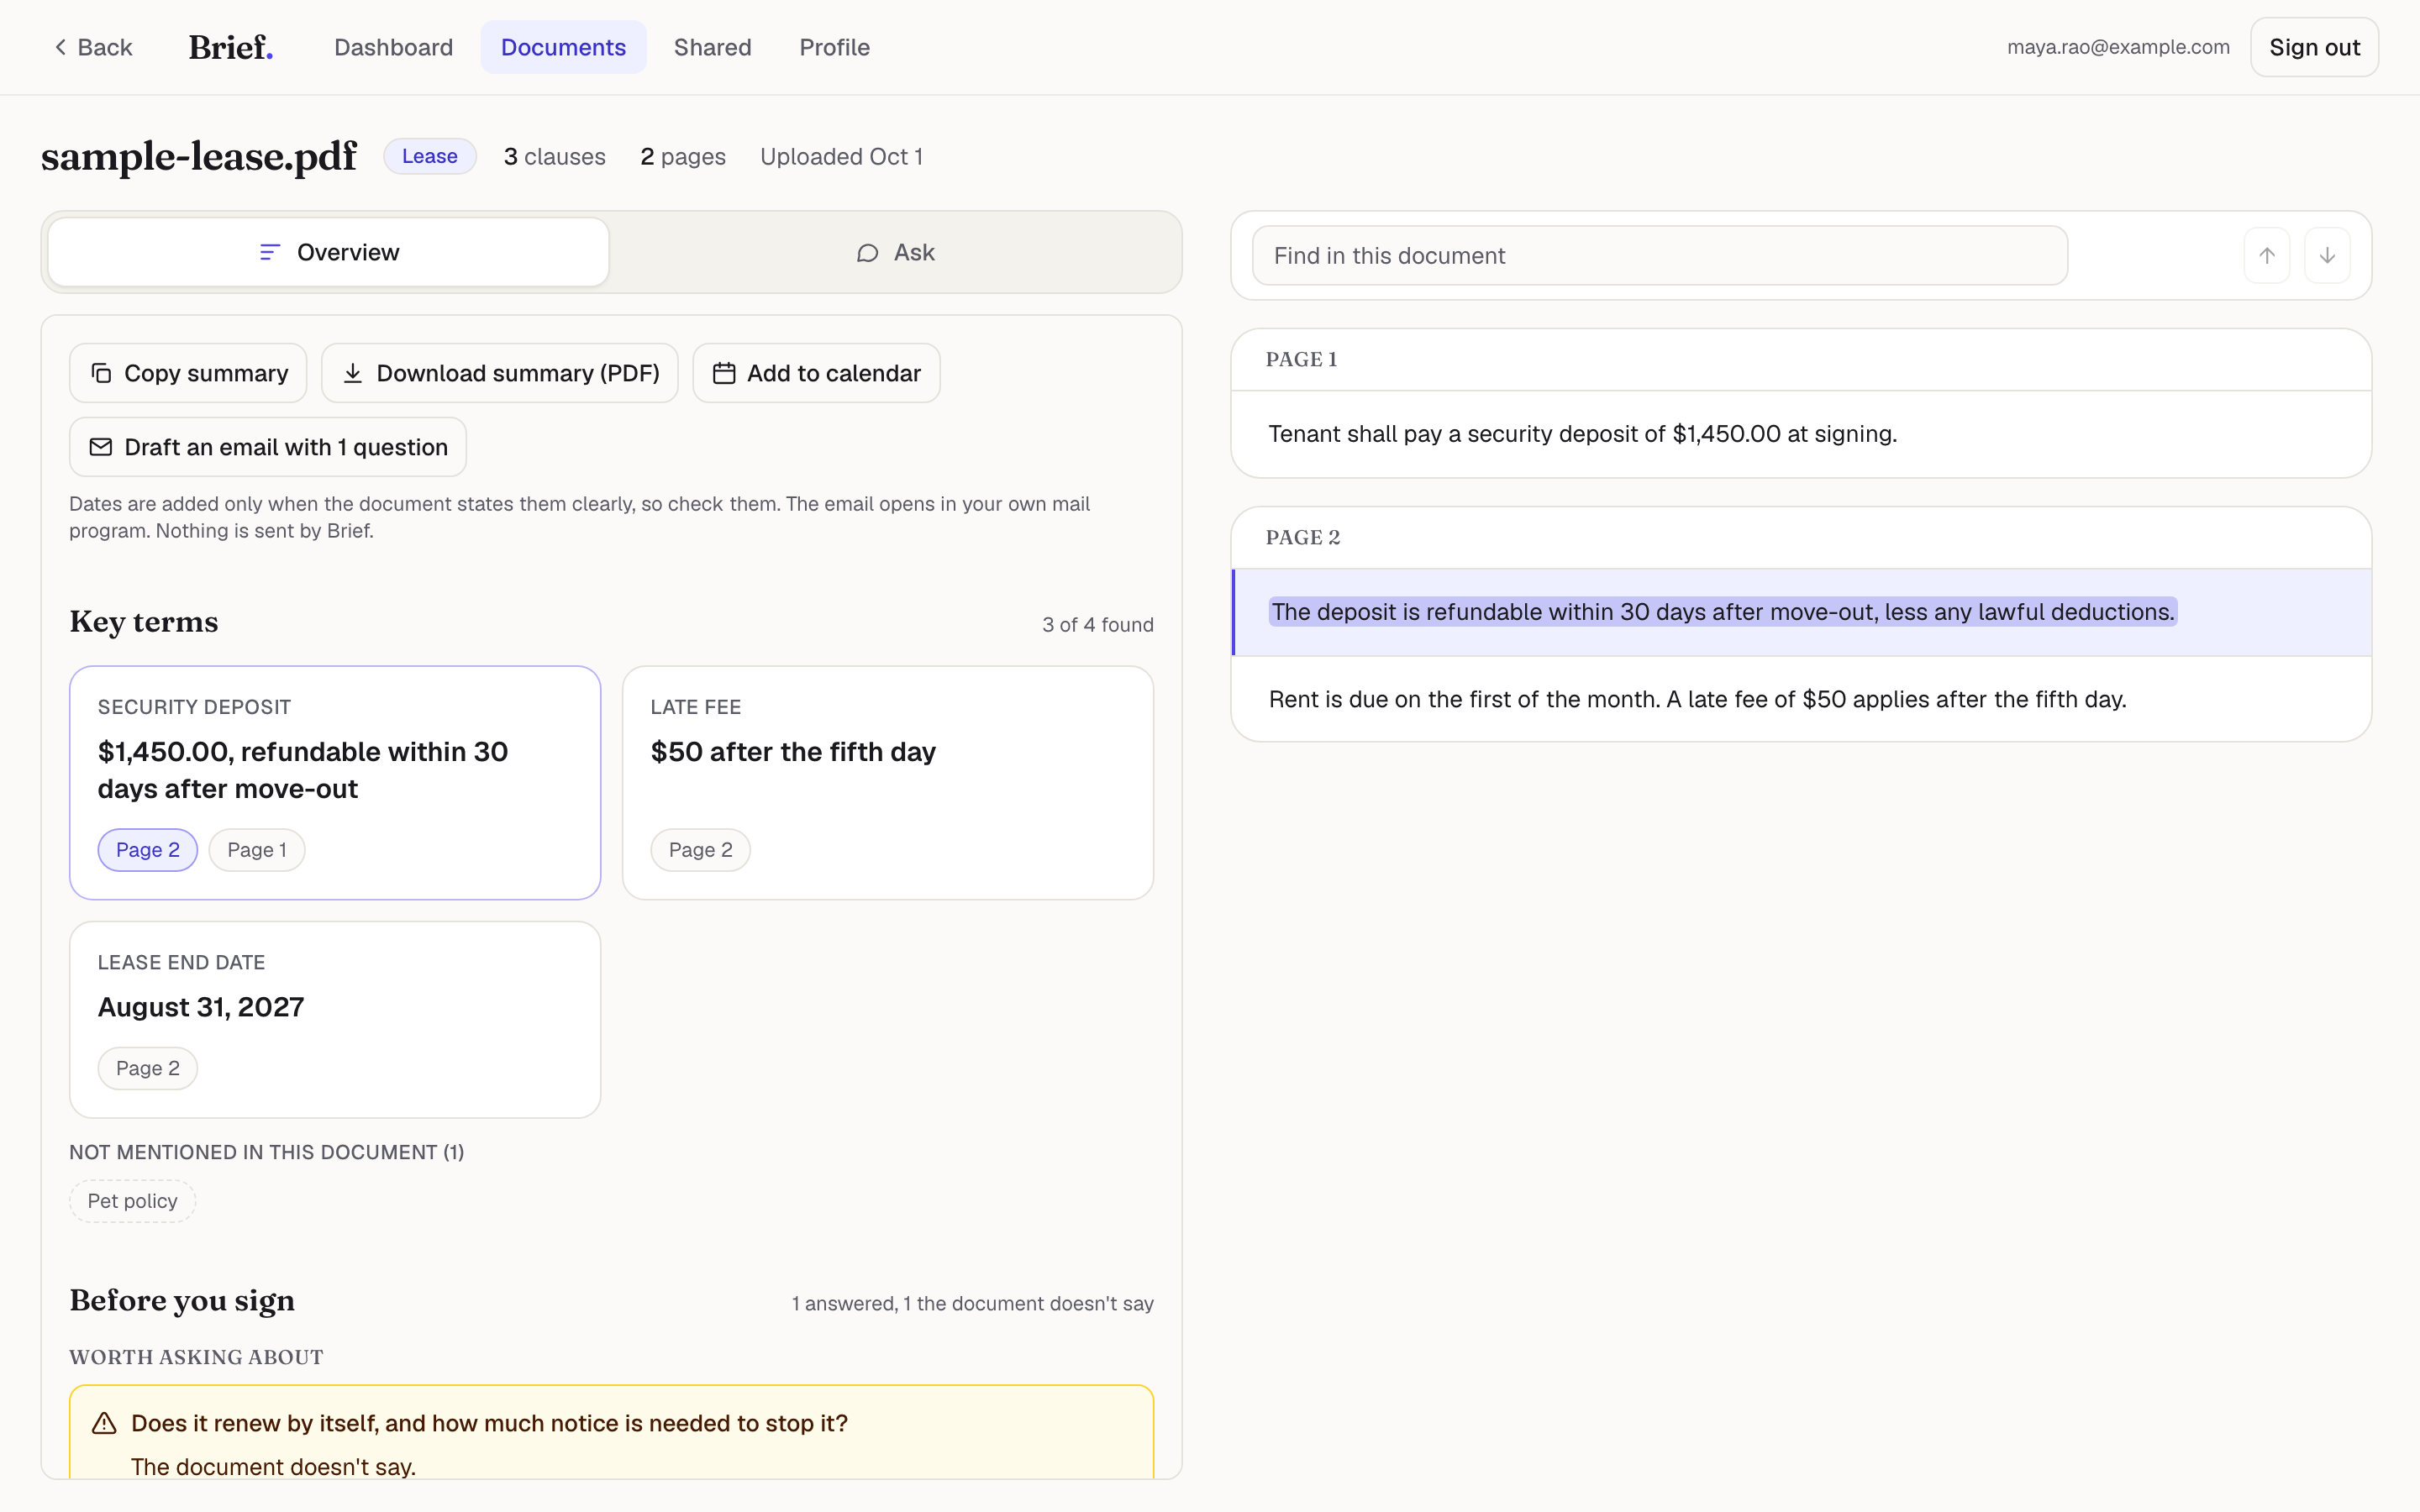 Back
Brief.
Dashboard
Documents
Shared
Profile
maya.rao@example.com
Sign out
sample-lease.pdf
Lease
3 clauses
2 pages
Uploaded Oct 1
Overview
Ask
Copy summary
Download summary (PDF)
Add to calendar
Draft an email with 1 question
Dates are added only when the document states them clearly, so check them. The email opens in your own mail
program. Nothing is sent by Brief.
Key terms
3 of 4 found
SECURITY DEPOSIT
$1,450.00, refundable within 30
days after move-out
Page 2
Page 1
LATE FEE
$50 after the fifth day
Page 2
LEASE END DATE
August 31, 2027
Page 2
NOT MENTIONED IN THIS DOCUMENT (1)
Pet policy
Before you sign
1 answered, 1 the document doesn't say
WORTH ASKING ABOUT
Does it renew by itself, and how much notice is needed to stop it?
The document doesn't say.
Find in this document
PAGE 1
Tenant shall pay a security deposit of $1,450.00 at signing.
PAGE 2
The deposit is refundable within 30 days after move-out, less any lawful deductions.
Rent is due on the first of the month. A late fee of $50 applies after the fifth day.